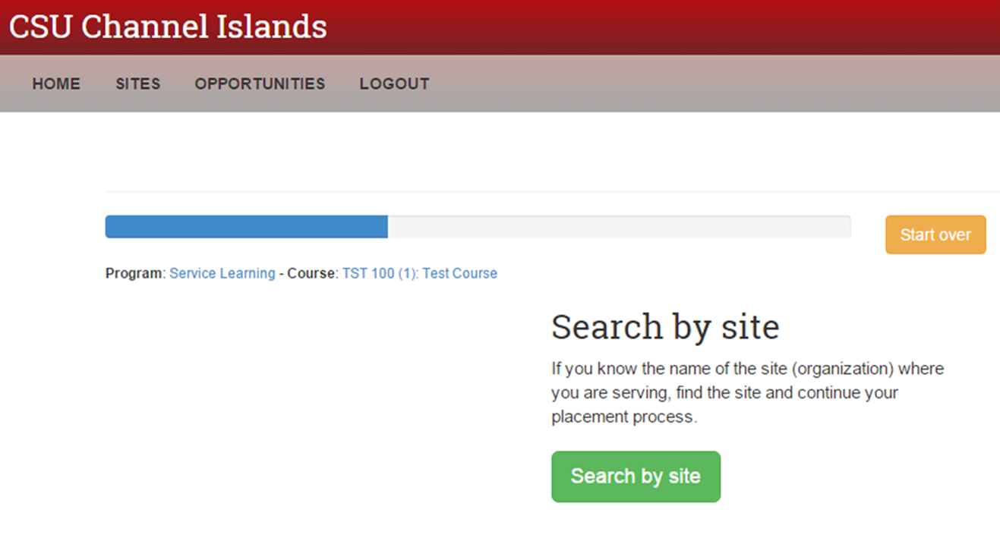 CSU Channel Islands
HOME SITES OPPORTUNITIES LOGOUT
Start over
Program: Service Learning - Course: TST 100 (1): Test Course
Search by site
If you know the name of the site (organization) where
you are serving, find the site and continue your
placement process.
Search by site